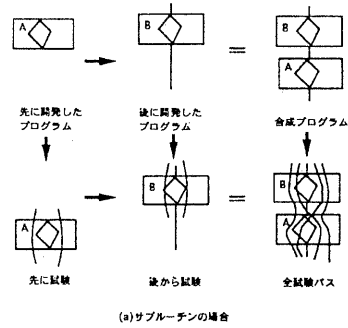 A
B
B
A
先に開発した
プログラム
後に開発した
プログラム
合成プログラム
A
B
B
A
先に試験
後から試験
全試験パス
(a)サブルーチンの場合